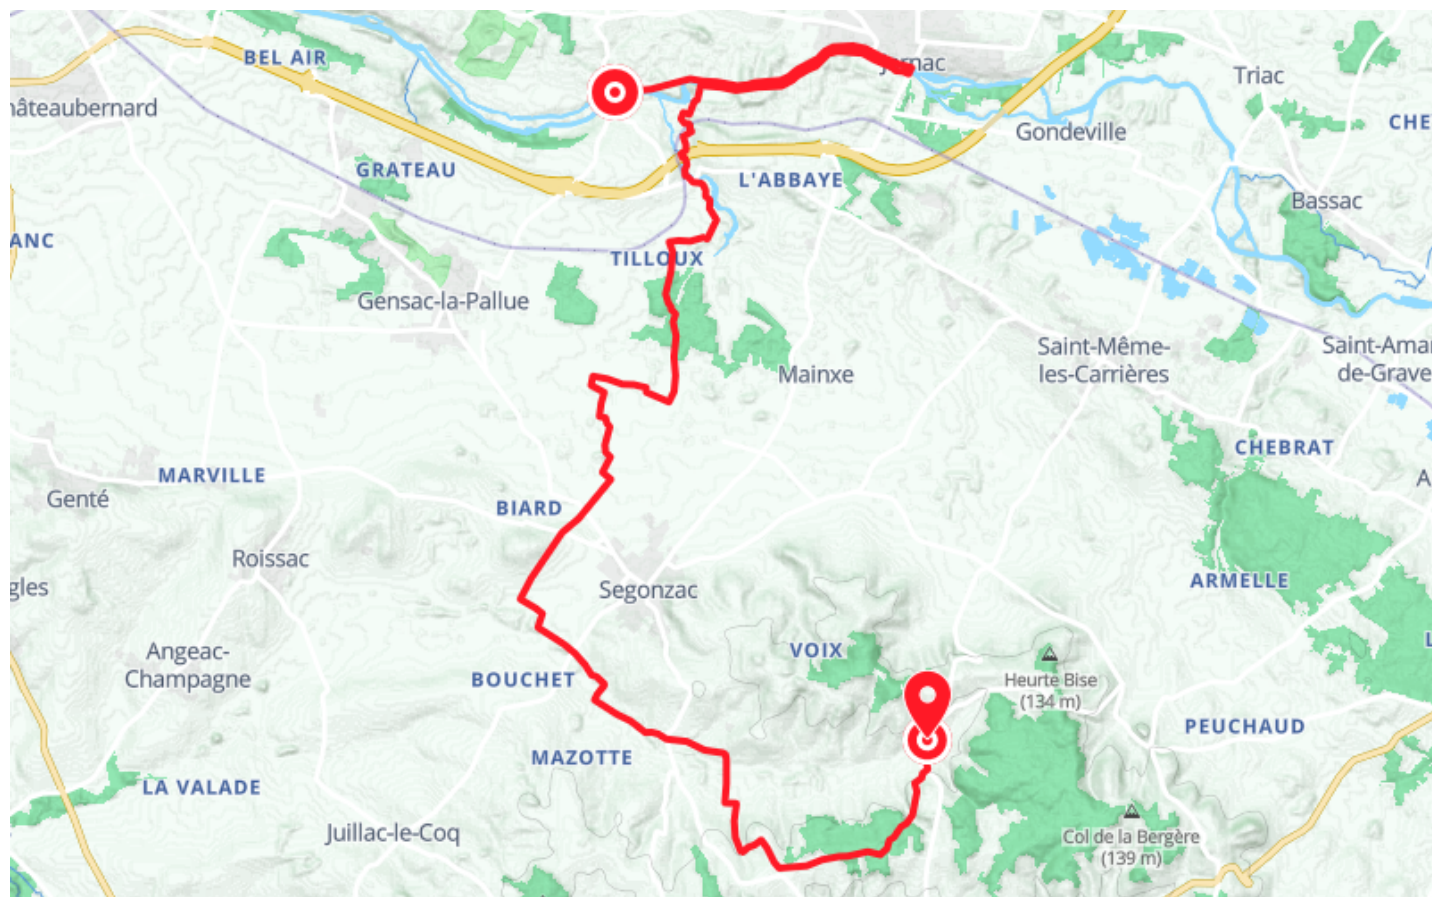 BEL AIR
Jarnac
Triac
hâteaubernard
CHE
Gondeville
GRATEAU
L'ABBAYE
Bassac
ANC
TILLOUX
Gensac-la-Pallue
Saint-Même-
les-Carrières
Saint-Amar
de-Grave
Mainxe
CHEBRAT
MARVILLE
A
Genté
BIARD
Roissac
ARMELLE
gles
Segonzac
L
Angeac-
Champagne
VOIX
BOUCHET
Heurte Bise
(134 m)
PEUCHAUD
MAZOTTE
LA VALADE
Juillac-le-Coq
Col de la Bergère
(139 m)